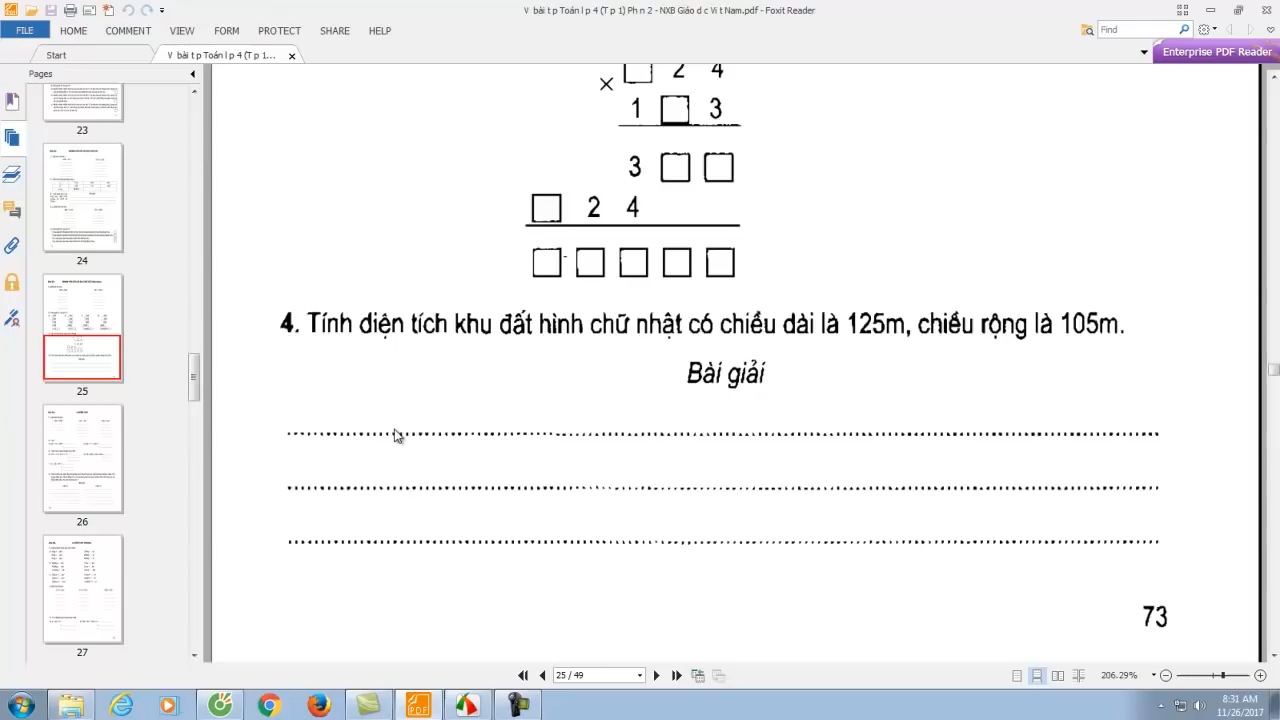 V bài t p Toán l p 4 (T p 1) Ph n 2 - NXB Giáo d c Vi t Nam.pdf - Foxit Reader
FILE HOME COMMENT VIEW FORM PROTECT SHARE HELP
Find
Start
V bài t p Toán l p 4 (T p 1...
Enterprise PDF Reader
Pages
23
24
25
26
27
2 4
×
1 3
3
2 4
4. Tính diện tích khu đất hình chữ nhật có chiều dài là 125m, chiều rộng là 105m.
Bài giải
73
25 / 49
206.29%
8:31 AM
11/26/2017